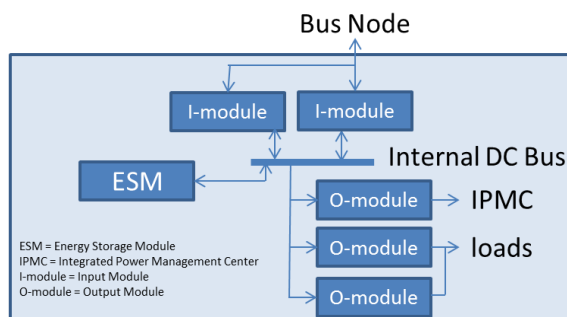 Bus Node
I-module
I-module
Internal DC Bus
ESM
O-module
IPMC
O-module
loads
O-module
ESM = Energy Storage Module
IPMC = Integrated Power Management Center
I-module = Input Module
O-module = Output Module